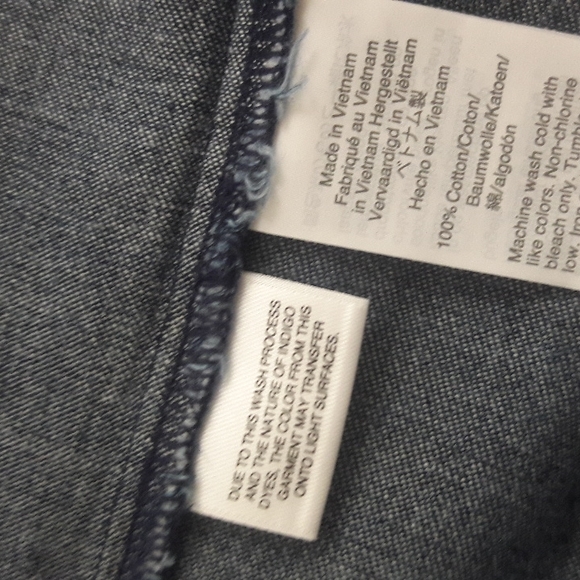 Made in Vietnam
Fabriqué au Vietnam
in Vietnam Hergestellt
Vervaardigd in Viëtnam
ベトナム製
Hecho en Vietnam
100% Cotton/Coton/
Baumwolle/Katoen/
綿/algodón
Machine wash cold with
like colors. Non-chlorine
bleach only.
low.
DUE TO THIS WASH PROCESS
AND THE NATURE OF INDIGO
DYES, THE COLOR FROM THIS
GARMENT MAY TRANSFER
ONTO LIGHT SURFACES.